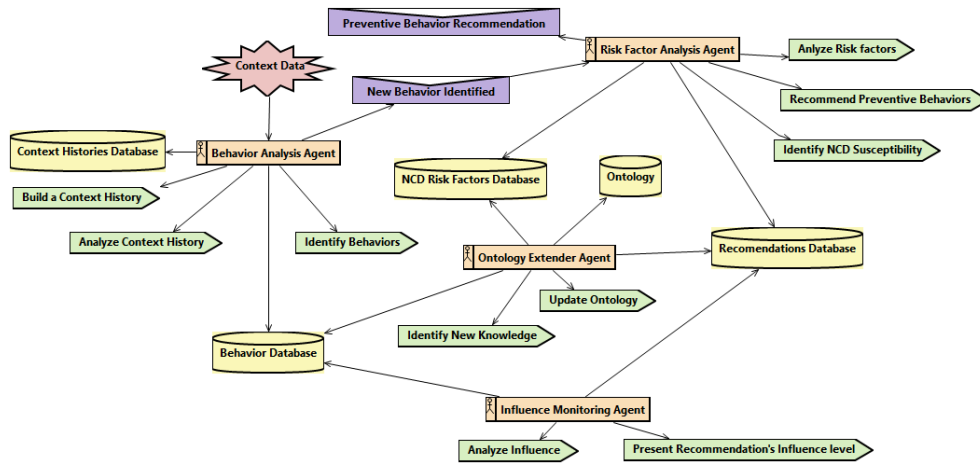 Preventive Behavior Recommendation
Risk Factor Analysis Agent
Anlyze Risk factors
Context Data
New Behavior Identified
Recommend Preventive Behaviors
Context Histories Database
Behavior Analysis Agent
Identify NCD Susceptibility
NCD Risk Factors Database
Ontology
Build a Context History
Analyze Context History
Identify Behaviors
Ontology Extender Agent
Recomendations Database
Update Ontology
Identify New Knowledge
Behavior Database
Influence Monitoring Agent
Analyze Influence
Present Recommendation's Influence level